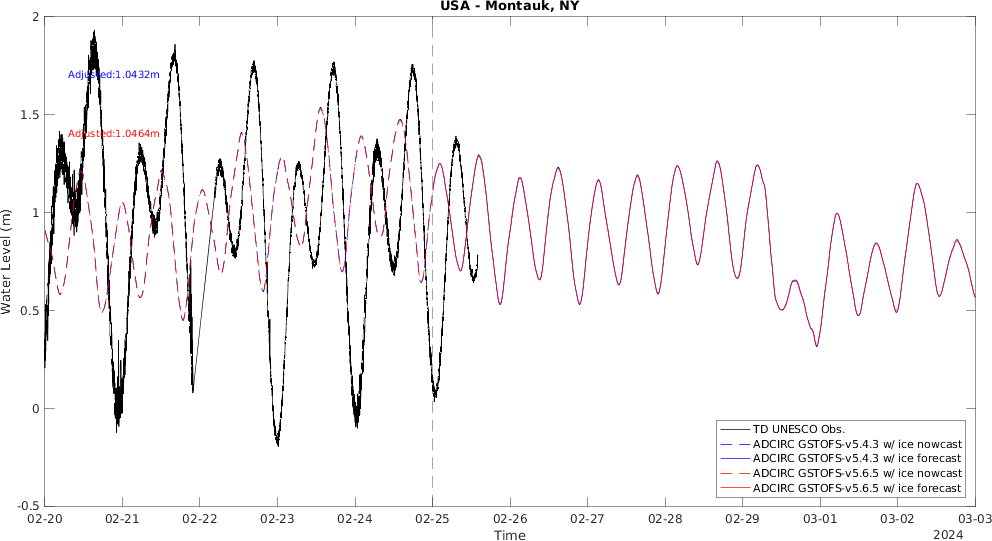 USA - Montauk, NY
Water Level (m)
2
1.5
1
0.5
0
-0.5
Adjusted:1.0432m
Adjusted:1.0464m
TD UNESCO Obs.
ADCIRC GSTOFS-v5.4.3 w/ ice nowcast
ADCIRC GSTOFS-v5.4.3 w/ ice forecast
ADCIRC GSTOFS-v5.6.5 w/ ice nowcast
ADCIRC GSTOFS-v5.6.5 w/ ice forecast
02-20 02-21 02-22 02-23 02-24 02-25 02-26 02-27 02-28 02-29 03-01 03-02 03-03
Time
2024